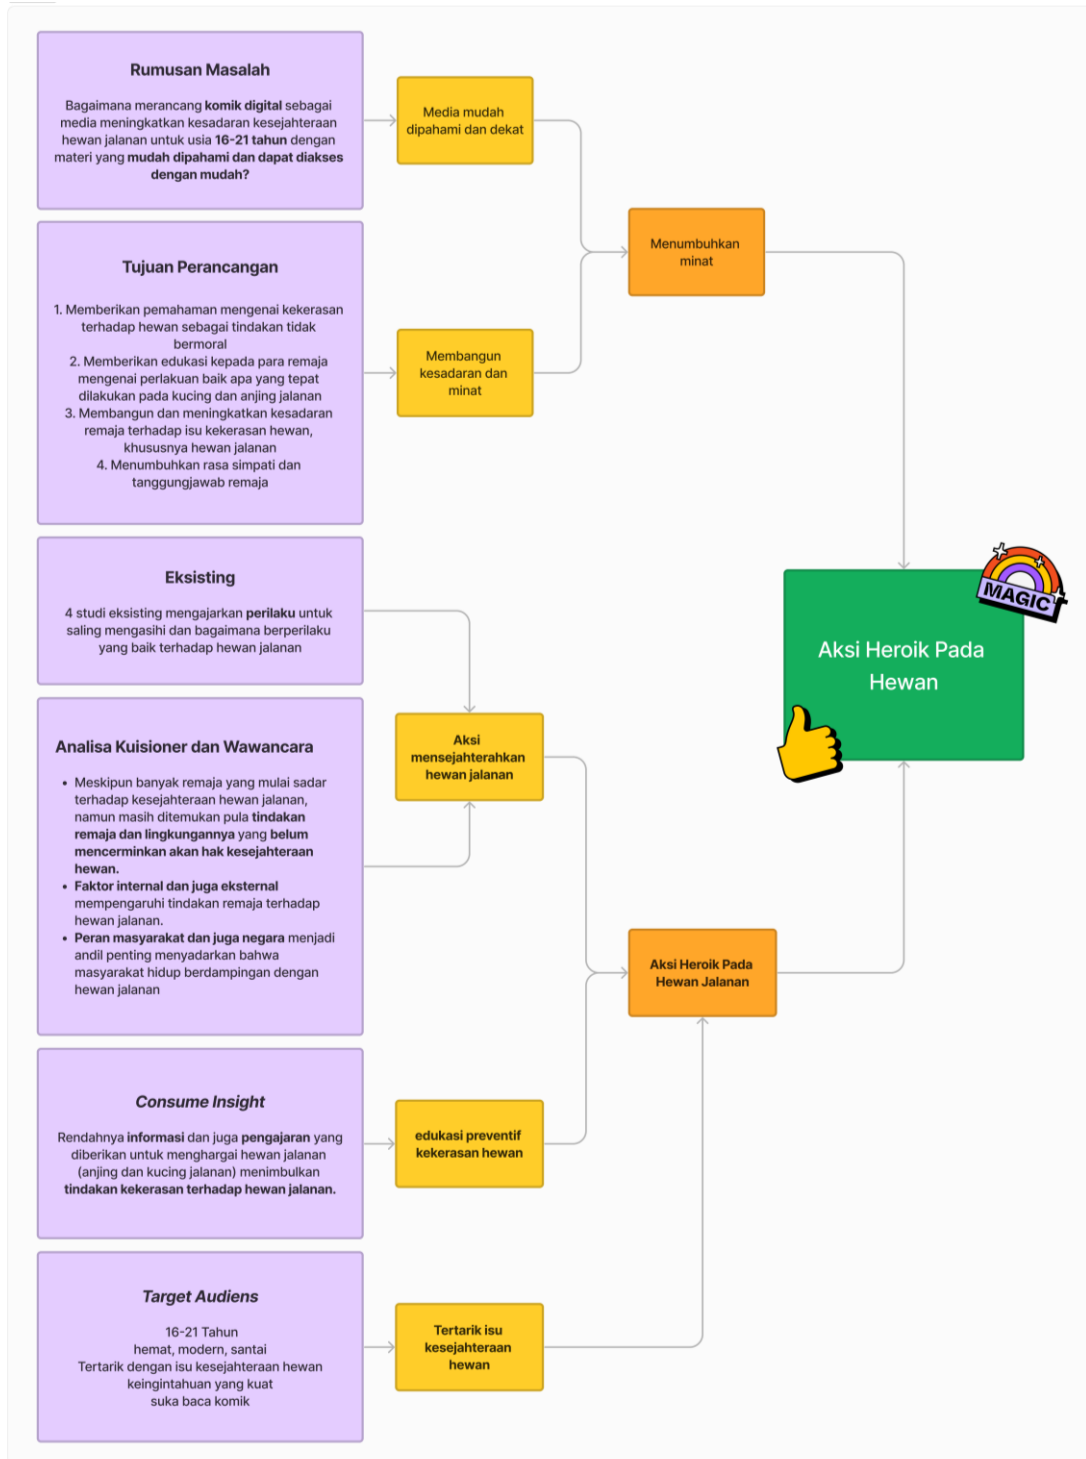 Rumusan Masalah
Bagaimana merancang komik digital sebagai
media meningkatkan kesadaran kesejahteraan
hewan jalanan untuk usia 16-21 tahun dengan
materi yang mudah dipahami dan dapat diakses
dengan mudah?
Media mudah
dipahami dan dekat
Tujuan Perancangan
1. Memberikan pemahaman mengenai kekerasan
terhadap hewan sebagai tindakan tidak
bermoral
2. Memberikan edukasi kepada para remaja
mengenai perlakuan baik apa yang tepat
dilakukan pada kucing dan anjing jalanan
3. Membangun dan meningkatkan kesadaran
remaja terhadap isu kekerasan hewan,
khususnya hewan jalanan
4. Menumbuhkan rasa simpati dan
tanggungjawab remaja
Membangun
kesadaran dan
minat
Menumbuhkan
minat
Eksisting
4 studi eksisting mengajarkan perilaku untuk
saling mengasihi dan bagaimana berperilaku
yang baik terhadap hewan jalanan
Analisa Kuisioner dan Wawancara
• Meskipun banyak remaja yang mulai sadar
terhadap kesejahteraan hewan jalanan,
namun masih ditemukan pula tindakan
remaja dan lingkungannya yang belum
mencerminkan akan hak kesejahteraan
hewan.
• Faktor internal dan juga eksternal
mempengaruhi tindakan remaja terhadap
hewan jalanan.
• Peran masyarakat dan juga negara menjadi
andil penting menyadarkan bahwa
masyarakat hidup berdampingan dengan
hewan jalanan
Aksi
mensejahterahkan
hewan jalanan
Consume Insight
Rendahnya informasi dan juga pengajaran yang
diberikan untuk menghargai hewan jalanan
(anjing dan kucing jalanan) menimbulkan
tindakan kekerasan terhadap hewan jalanan.
edukasi preventif
kekerasan hewan
Target Audiens
16-21 Tahun
hemat, modern, santai
Tertarik dengan isu kesejahteraan hewan
keingintahuan yang kuat
suka baca komik
Tertarik isu
kesejahteraan
hewan
Aksi Heroik Pada
Hewan Jalanan
MAGIC
Aksi Heroik Pada
Hewan